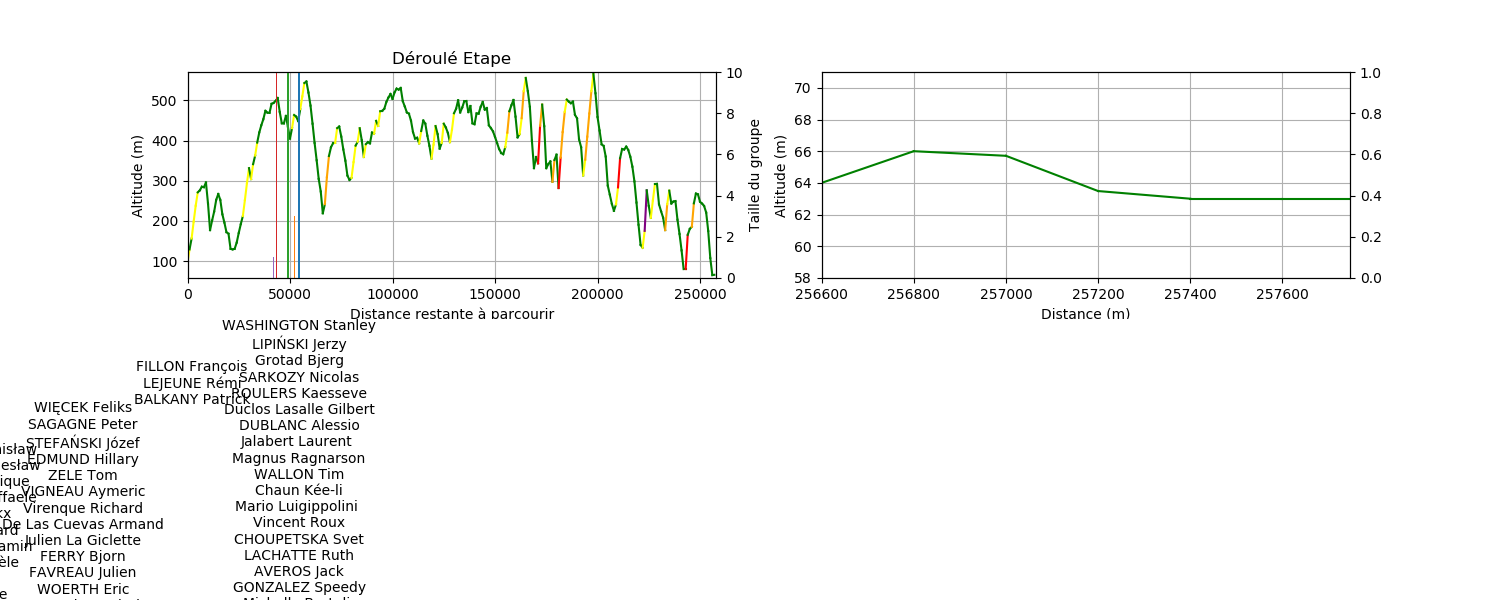 Déroulé Etape
500
400
300
200
100
Altitude (m)
10
8
6
4
2
0
Taille du groupe
0
50000
100000
150000
200000
250000
Distance restante à parcourir
70
68
66
64
62
60
58
Altitude (m)
1.0
0.8
0.6
0.4
0.2
0.0
256600
256800
257000
257200
257400
257600
Distance (m)
WASHINGTON Stanley
LIPIŃSKI Jerzy
Grotad Bjerg
SARKOZY Nicolas
ROULERS Kaesseve
Duclos Lasalle Gilbert
DUBLANC Alessio
Jalabert Laurent
Magnus Ragnarson
WALLON Tim
Chaun Kée-li
Mario Luigippolini
Vincent Roux
CHOUPETSKA Svet
LACHATTE Ruth
AVEROS Jack
GONZALEZ Speedy
FILLON François
LEJEUNE Rémi
BALKANY Patrick
WIĘCEK Feliks
SAGAGNE Peter
STEFAŃSKI Józef
EDMUND Hillary
ZELE Tom
VIGNEAU Aymeric
Virenque Richard
De Las Cuevas Armand
Julien La Giclette
FERRY Bjorn
FAVREAU Julien
WOERTH Eric